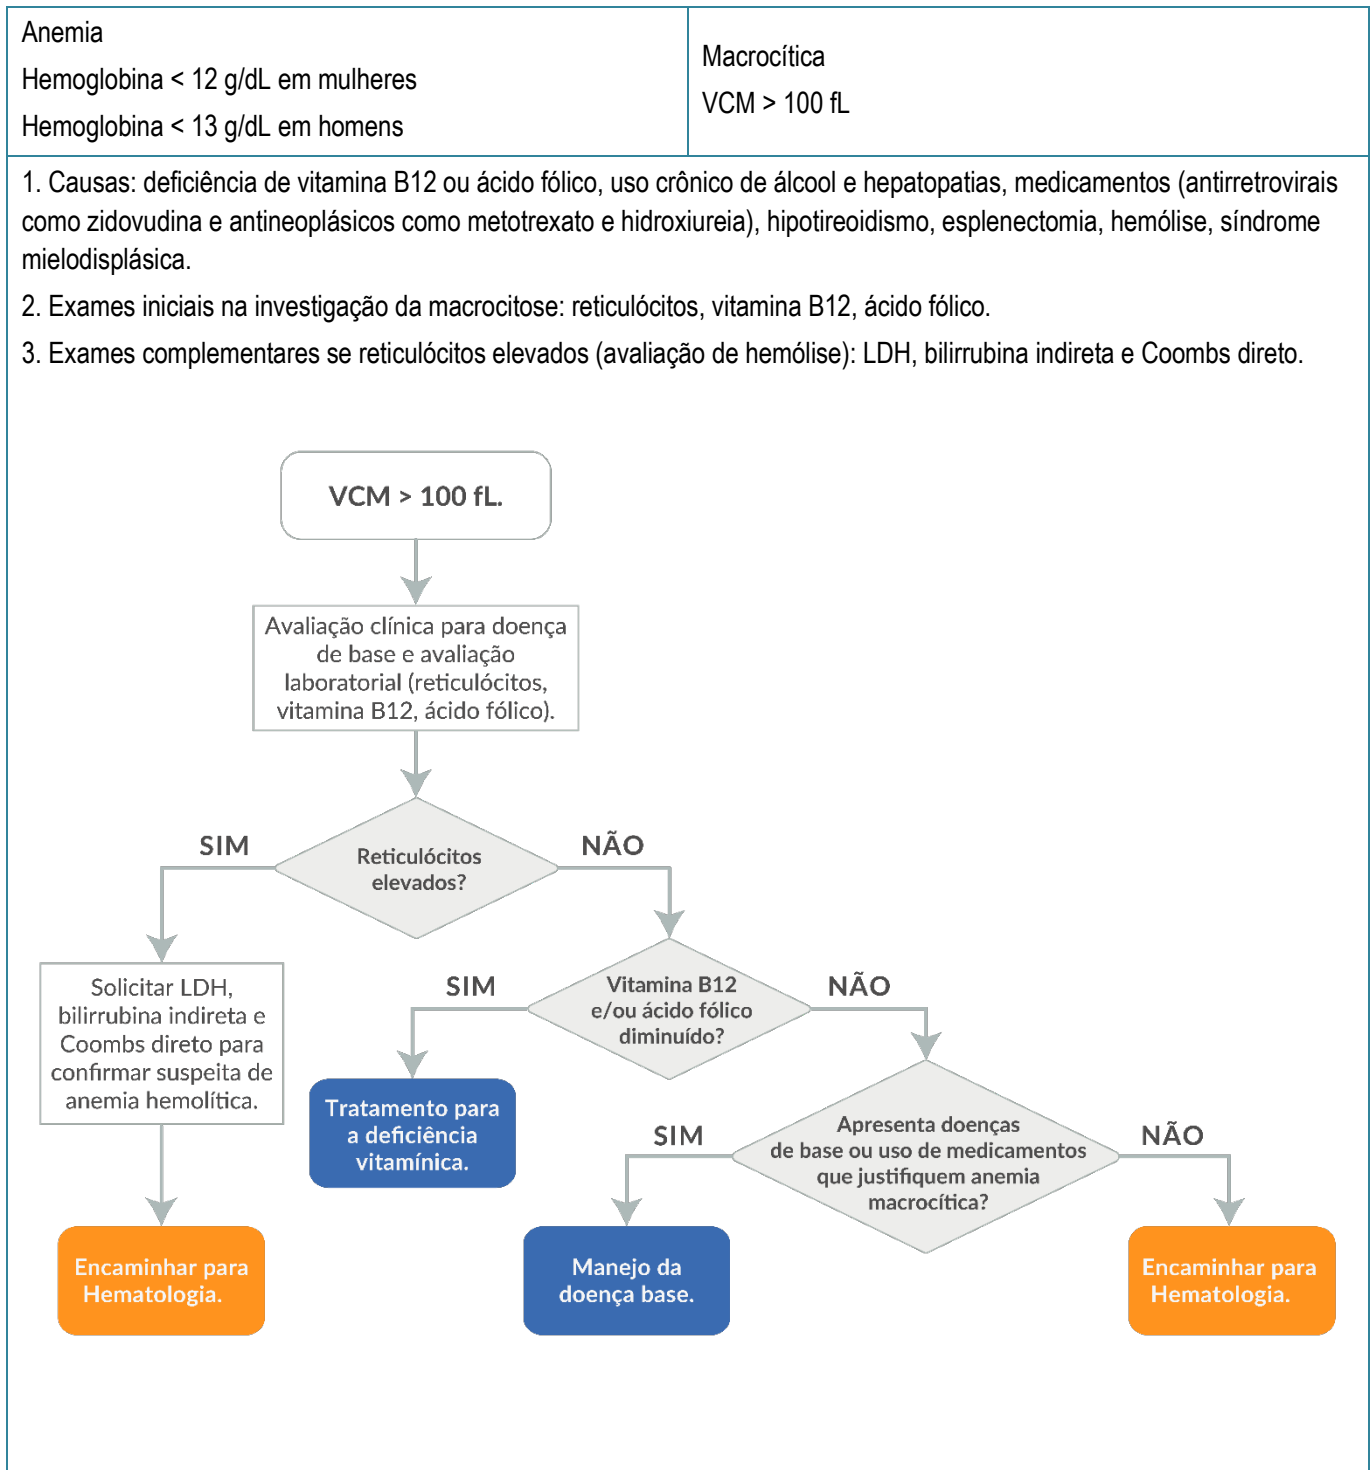 Anemia
Hemoglobina < 12 g/dL em mulheres
Hemoglobina < 13 g/dL em homens
Macrocítica
VCM > 100 fL
1. Causas: deficiência de vitamina B12 ou ácido fólico, uso crônico de álcool e hepatopatias, medicamentos (antirretrovirais
como zidovudina e antineoplásicos como metotrexato e hidroxiureia), hipotireoidismo, esplenectomia, hemólise, síndrome
mielodisplásica.
2. Exames iniciais na investigação da macrocitose: reticulócitos, vitamina B12, ácido fólico.
3. Exames complementares se reticulócitos elevados (avaliação de hemólise): LDH, bilirrubina indireta e Coombs direto.
VCM > 100 fL.
Avaliação clínica para doença
de base e avaliação
laboratorial (reticulócitos,
vitamina B12, ácido fólico).
SIM
NÃO
Reticulócitos
elevados?
Solicitar LDH,
bilirrubina indireta e
Coombs direto para
confirmar suspeita de
anemia hemolítica.
SIM
NÃO
Vitamina B12
e/ou ácido fólico
diminuído?
Tratamento para
a deficiência
vitamínica.
SIM
NÃO
Apresenta doenças
de base ou uso de medicamentos
que justifiquem anemia
macrocítica?
Encaminhar para
Hematologia.
Manejo da
doença base.
Encaminhar para
Hematologia.